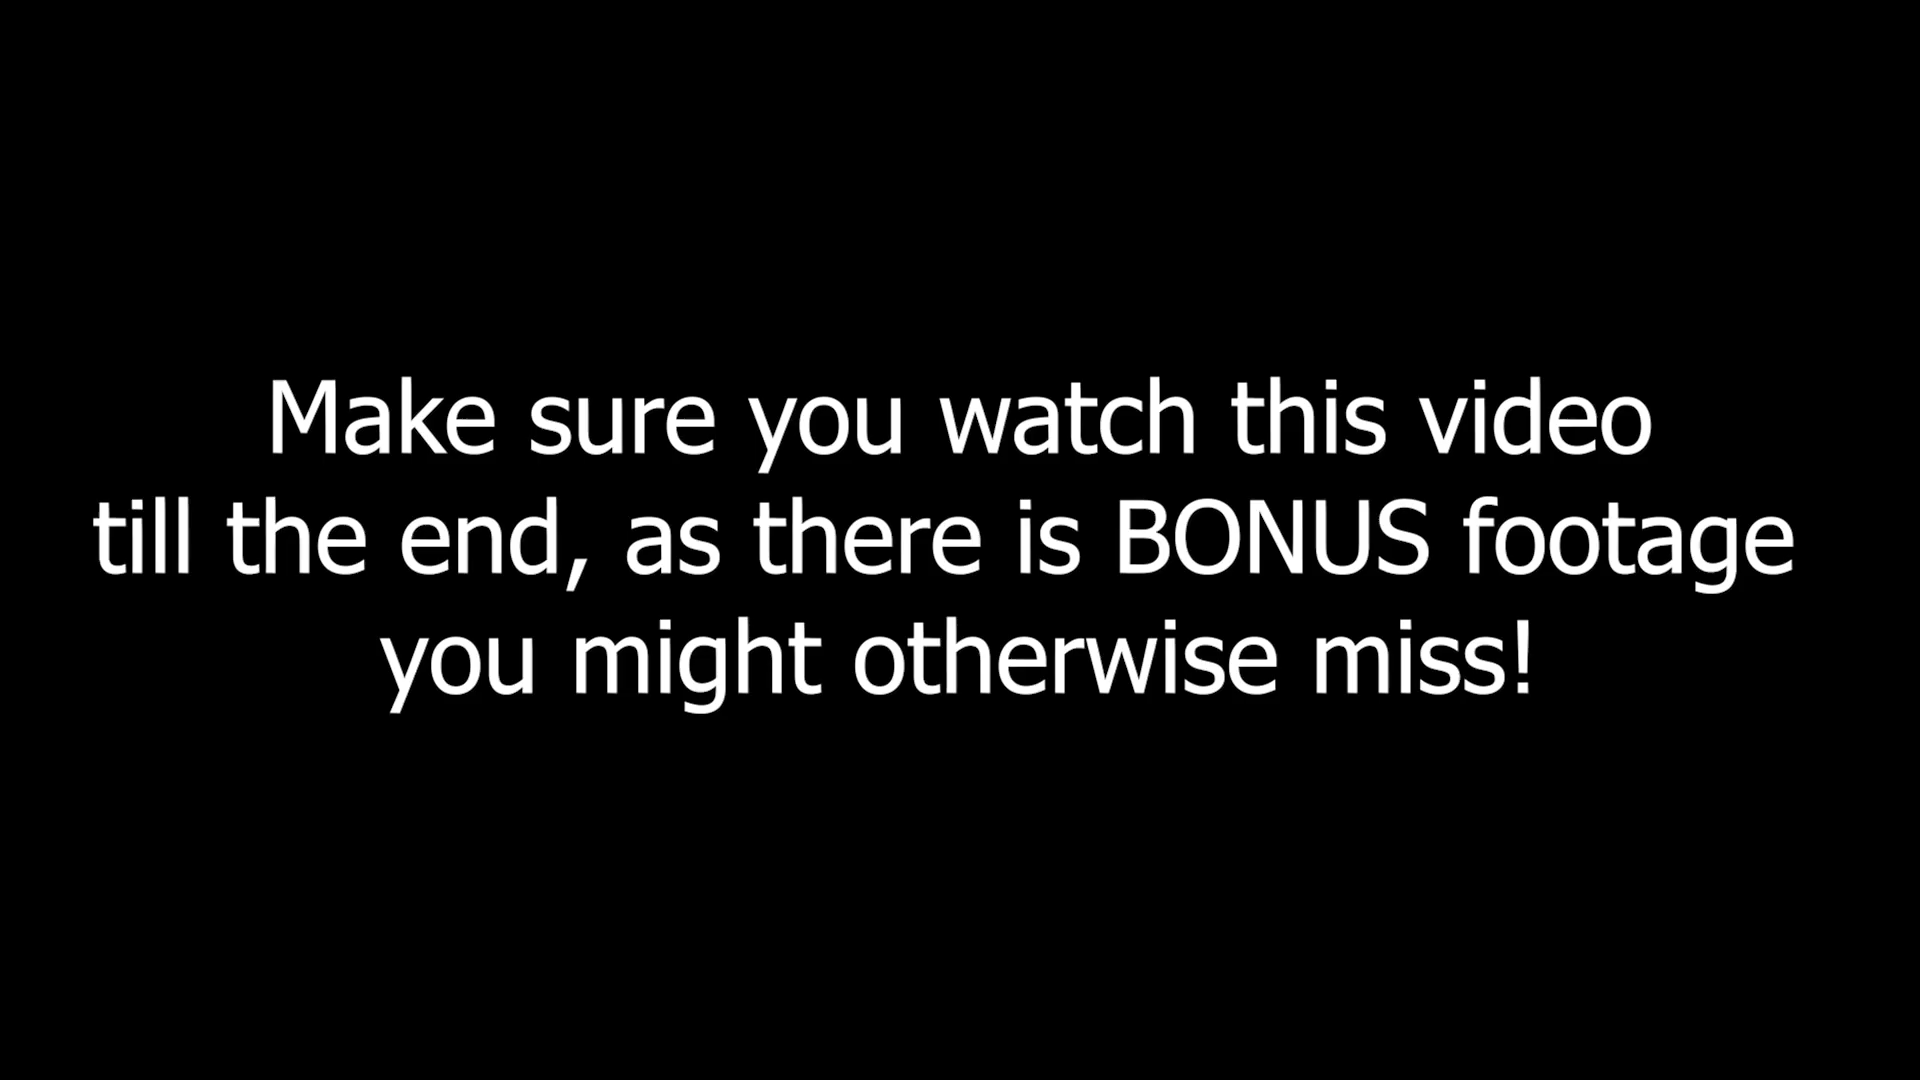 Make sure you watch this video
till the end, as there is BONUS footage
you might otherwise miss!